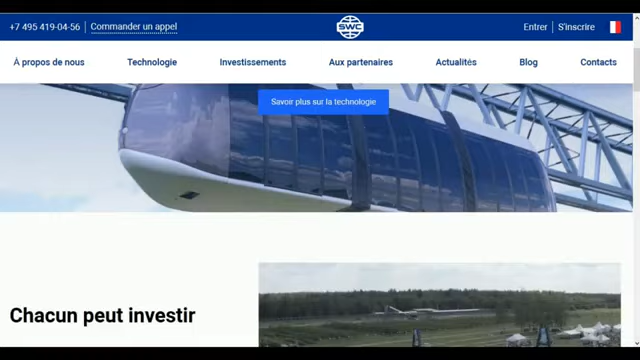 +7 495 419-04-56 Commander un appel SWC Entrer S'inscrire
À propos de nous Technologie Investissements Aux partenaires Actualités Blog Contacts
Savoir plus sur la technologie
Chacun peut investir